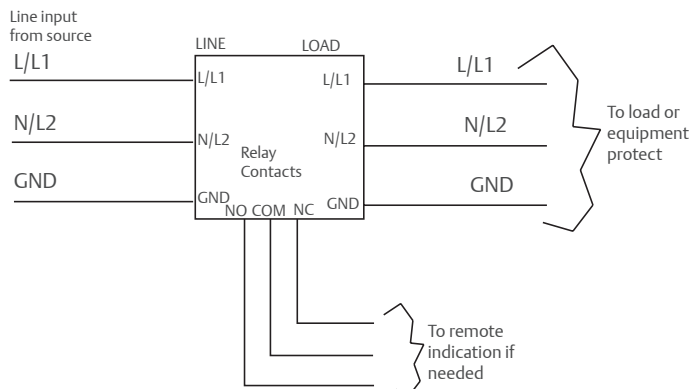 Line input
from source
L/L1
N/L2
GND
LINE
LOAD
L/L1
N/L2
GND
L/L1
N/L2
GND
Relay
Contacts
NO COM NC
L/L1
N/L2
GND
To load or
equipment
protect
To remote
indication if
needed